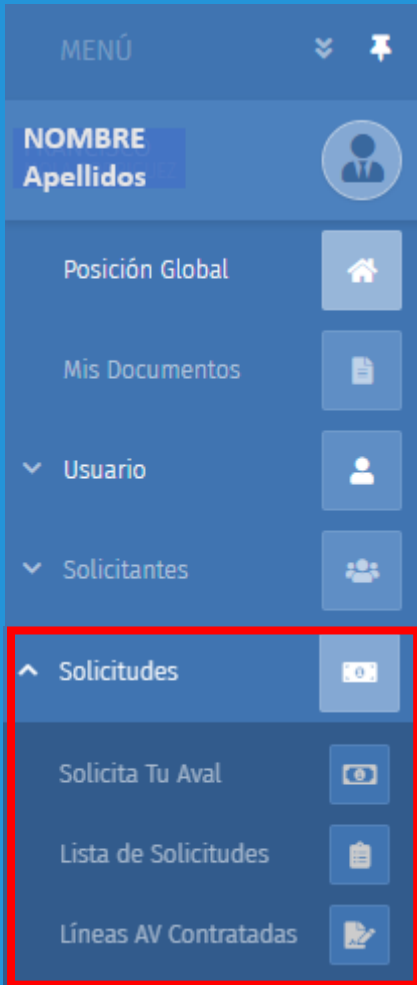 MENÚ
NOMBRE
Apellidos
Posición Global
Mis Documentos
Usuario
Solicitantes
Solicitudes
Solicita Tu Aval
Lista de Solicitudes
Líneas AV Contratadas